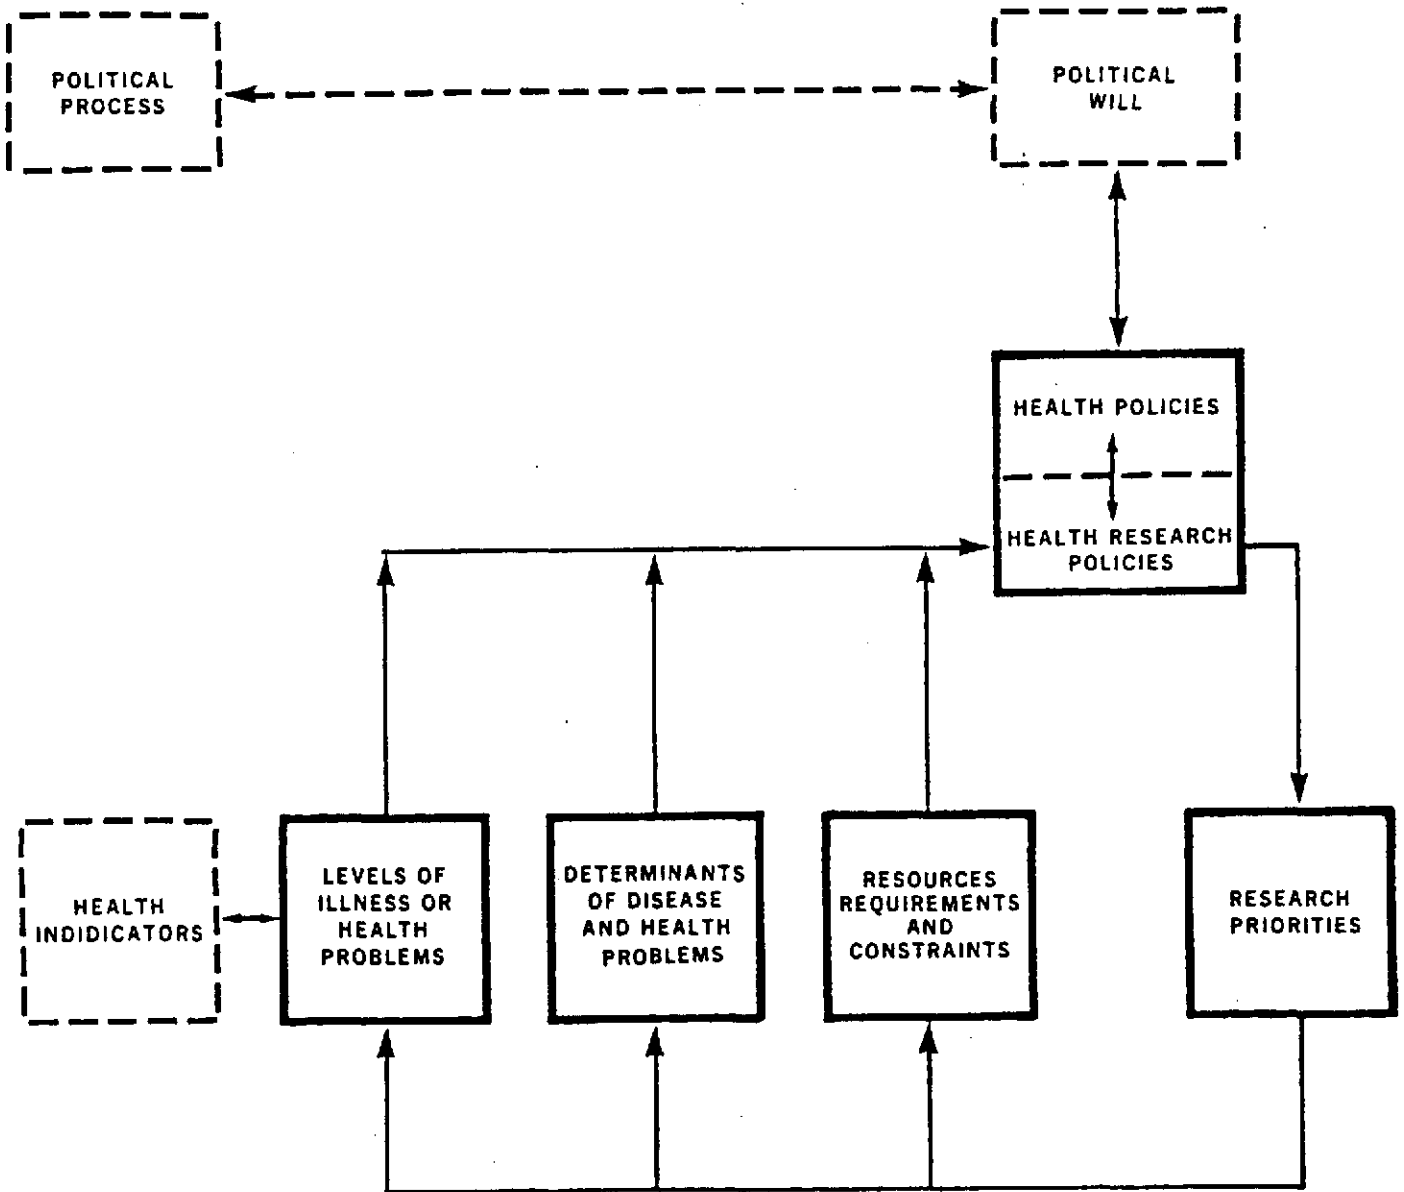 POLITICAL
PROCESS
POLITICAL
WILL
HEALTH POLICIES
HEALTH RESEARCH
POLICIES
HEALTH
INDIDICATORS
LEVELS OF
ILLNESS OR
HEALTH
PROBLEMS
DETERMINANTS
OF DISEASE
AND HEALTH
PROBLEMS
RESOURCES
REQUIREMENTS
AND
CONSTRAINTS
RESEARCH
PRIORITIES